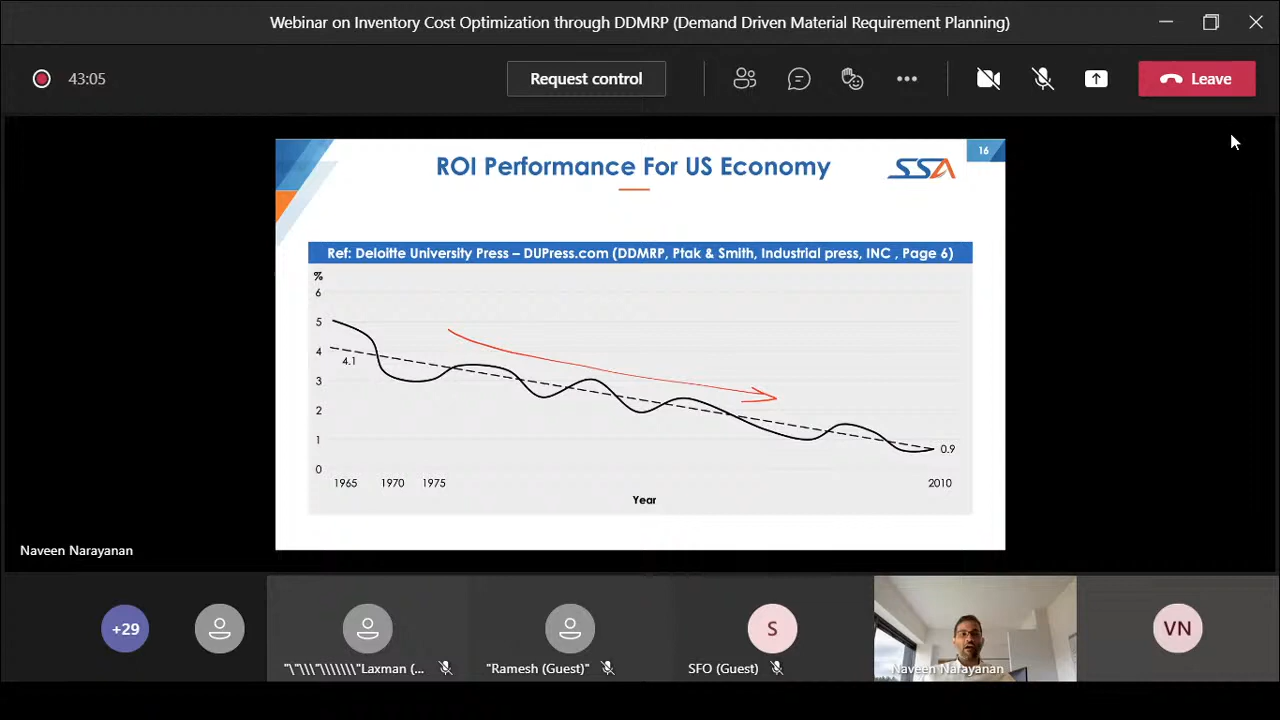 Webinar on Inventory Cost Optimization through DDMRP (Demand Driven Material Requirement Planning)
43:05
Request control
Leave
ROI Performance For US Economy
SSA
16
Ref: Deloitte University Press – DUPress.com (DDMRP, Ptak & Smith, Industrial press, INC , Page 6)
%
6
5
4
4.1
3
2
1
0.9
0
1965 1970 1975 2010
Year
Naveen Narayanan
+29
"\"\\\"\\\\\\\"Laxman (...
"Ramesh (Guest)"
S
SFO (Guest)
Naveen Narayanan
VN